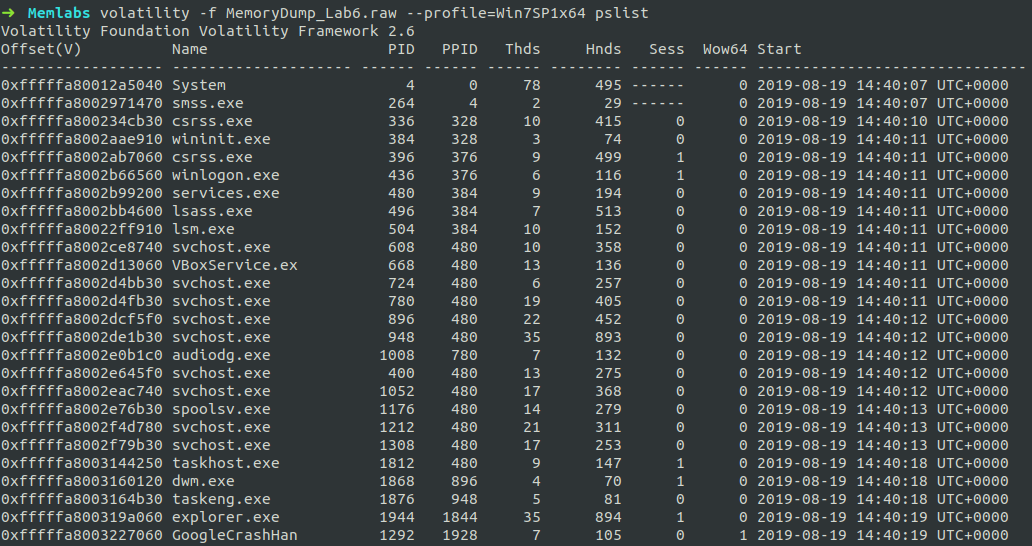 ➜ Memlabs volatility -f MemoryDump_Lab6.raw --profile=Win7SP1x64 pslist
Volatility Foundation Volatility Framework 2.6
Offset(V)          Name                    PID   PPID   Thds     Hnds   Sess  Wow64 Start
------------------ -------------------- ------ ------ ------ -------- ------ ------ ------------------------------
0xfffffa80012a5040 System                    4      0     78      495 ------      0 2019-08-19 14:40:07 UTC+0000
0xfffffa8002971470 smss.exe                264      4      2       29 ------      0 2019-08-19 14:40:07 UTC+0000
0xfffffa800234cb30 csrss.exe               336    328     10      415      0      0 2019-08-19 14:40:10 UTC+0000
0xfffffa8002aae910 wininit.exe             384    328      3       74      0      0 2019-08-19 14:40:11 UTC+0000
0xfffffa8002ab7060 csrss.exe               396    376      9      499      1      0 2019-08-19 14:40:11 UTC+0000
0xfffffa8002b66560 winlogon.exe            436    376      6      116      1      0 2019-08-19 14:40:11 UTC+0000
0xfffffa8002b99200 services.exe            480    384      9      194      0      0 2019-08-19 14:40:11 UTC+0000
0xfffffa8002bb4600 lsass.exe               496    384      7      513      0      0 2019-08-19 14:40:11 UTC+0000
0xfffffa80022ff910 lsm.exe                 504    384     10      152      0      0 2019-08-19 14:40:11 UTC+0000
0xfffffa8002ce8740 svchost.exe             608    480     10      358      0      0 2019-08-19 14:40:11 UTC+0000
0xfffffa8002d13060 VBoxService.ex          668    480     13      136      0      0 2019-08-19 14:40:11 UTC+0000
0xfffffa8002d4bb30 svchost.exe             724    480      6      257      0      0 2019-08-19 14:40:11 UTC+0000
0xfffffa8002d4fb30 svchost.exe             780    480     19      405      0      0 2019-08-19 14:40:11 UTC+0000
0xfffffa8002dcf5f0 svchost.exe             896    480     22      452      0      0 2019-08-19 14:40:12 UTC+0000
0xfffffa8002de1b30 svchost.exe             948    480     35      893      0      0 2019-08-19 14:40:12 UTC+0000
0xfffffa8002e0b1c0 audiodg.exe            1008    780      7      132      0      0 2019-08-19 14:40:12 UTC+0000
0xfffffa8002e645f0 svchost.exe             400    480     13      275      0      0 2019-08-19 14:40:12 UTC+0000
0xfffffa8002eac740 svchost.exe            1052    480     17      368      0      0 2019-08-19 14:40:12 UTC+0000
0xfffffa8002e76b30 spoolsv.exe            1176    480     14      279      0      0 2019-08-19 14:40:13 UTC+0000
0xfffffa8002f4d780 svchost.exe            1212    480     21      311      0      0 2019-08-19 14:40:13 UTC+0000
0xfffffa8002f79b30 svchost.exe            1308    480     17      253      0      0 2019-08-19 14:40:13 UTC+0000
0xfffffa8003144250 taskhost.exe           1812    480      9      147      1      0 2019-08-19 14:40:18 UTC+0000
0xfffffa8003160120 dwm.exe                1868    896      4       70      1      0 2019-08-19 14:40:18 UTC+0000
0xfffffa8003164b30 taskeng.exe            1876    948      5       81      0      0 2019-08-19 14:40:18 UTC+0000
0xfffffa800319a060 explorer.exe           1944   1844     35      894      1      0 2019-08-19 14:40:19 UTC+0000
0xfffffa8003227060 GoogleCrashHan         1292   1928      7      105      0      1 2019-08-19 14:40:19 UTC+0000